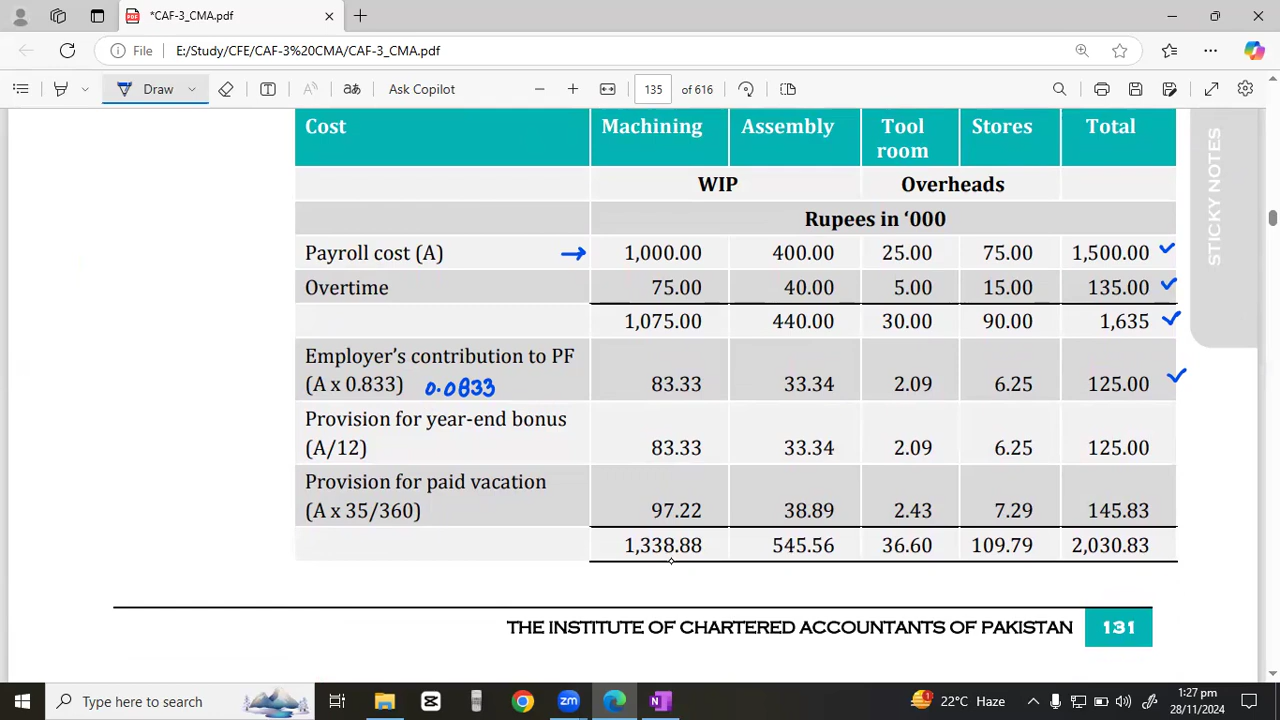 *CAF-3_CMA.pdf
File E:/Study/CFE/CAF-3%20CMA/CAF-3_CMA.pdf
Draw aあ Ask Copilot 135 of 616
Cost Machining Assembly Tool room Stores Total
WIP Overheads
Rupees in ‘000
Payroll cost (A) → 1,000.00 400.00 25.00 75.00 1,500.00 ✓
Overtime 75.00 40.00 5.00 15.00 135.00 ✓
1,075.00 440.00 30.00 90.00 1,635 ✓
Employer’s contribution to PF
(A x 0.833) 0.0833 83.33 33.34 2.09 6.25 125.00 ✓
Provision for year-end bonus
(A/12) 83.33 33.34 2.09 6.25 125.00
Provision for paid vacation
(A x 35/360) 97.22 38.89 2.43 7.29 145.83
1,338.88 545.56 36.60 109.79 2,030.83
THE INSTITUTE OF CHARTERED ACCOUNTANTS OF PAKISTAN 131
STICKY NOTES
Type here to search zm N 1 22°C Haze 1:27 pm
28/11/2024